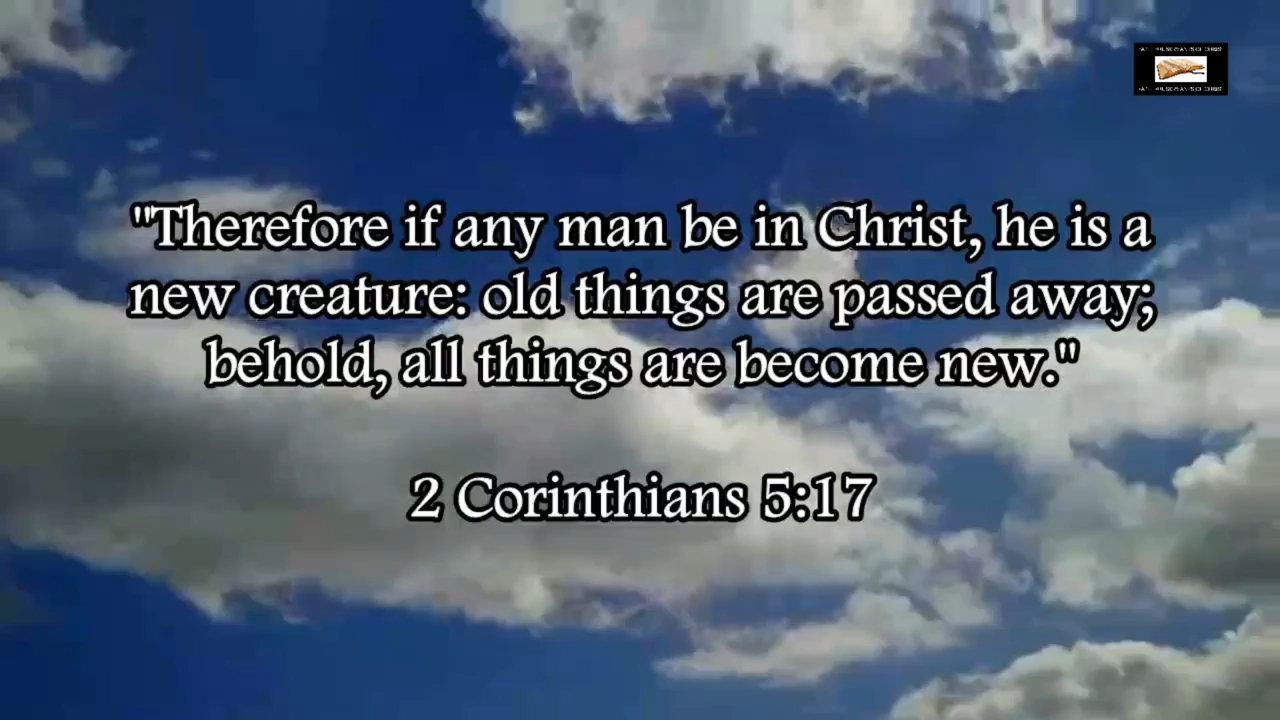 "Therefore if any man be in Christ, he is a
new creature: old things are passed away;
behold, all things are become new."
2 Corinthians 5:17